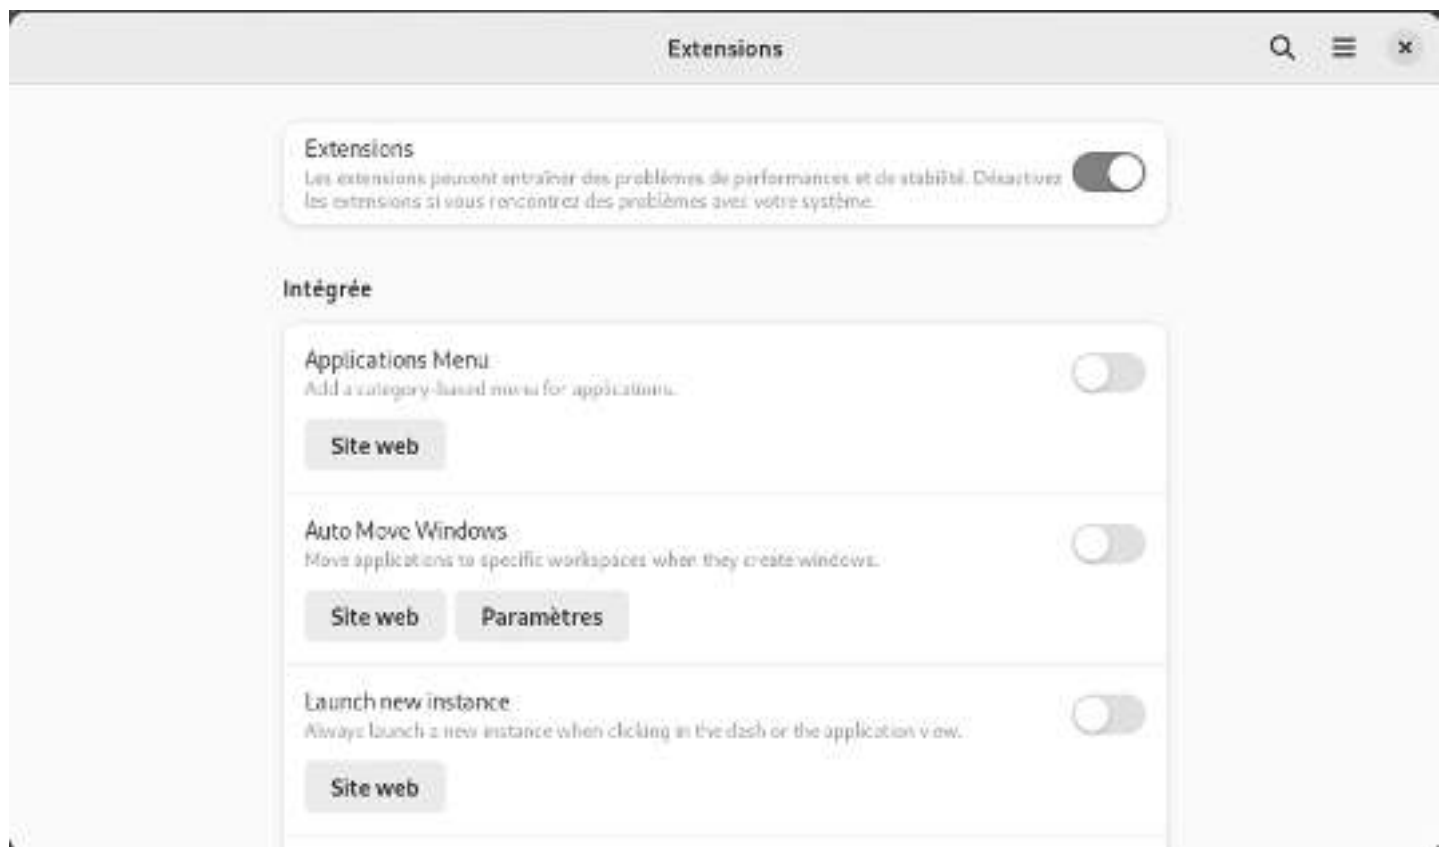 Extensions
Extensions
Les extensions peuvent entraîner des problèmes de performances et de stabilité. Désactivez
les extensions si vous rencontrez des problèmes avec votre système.
Intégrée
Applications Menu
Add a category-based menu for applications.
Site web
Auto Move Windows
Move applications to specific workspaces when they create windows.
Site web Paramètres
Launch new instance
Always launch a new instance when clicking in the dash or the application view.
Site web